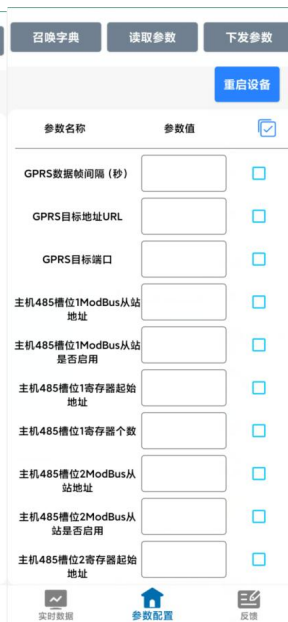 召唤字典 读取参数 下发参数
重启设备
参数名称 参数值
GPRS数据帧间隔 (秒)
GPRS目标地址URL
GPRS目标端口
主机485槽位1ModBus从站
地址
主机485槽位1ModBus从站
是否启用
主机485槽位1寄存器起始
地址
主机485槽位1寄存器个数
主机485槽位2ModBus从
站地址
主机485槽位2ModBus从
站是否启用
主机485槽位2寄存器起始
地址
实时数据 参数配置 反馈